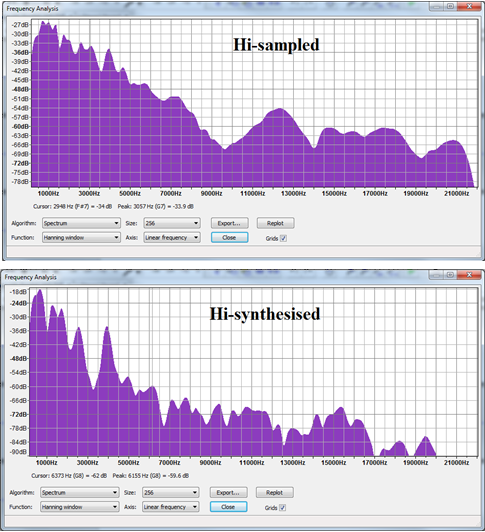 Frequency Analysis
Hi-sampled
-27dB
-30dB
-33dB
-36dB
-39dB
-42dB
-45dB
-48dB
-51dB
-54dB
-56dB
-60dB
-63dB
-66dB
-69dB
-72dB
-75dB
-78dB
1000Hz 3000Hz 5000Hz 7000Hz 9000Hz 11000Hz 13000Hz 15000Hz 17000Hz 19000Hz 21000Hz
Cursor: 2948 Hz (F#7) = -34 dB Peak: 3057 Hz (G7) = -33.9 dB
Algorithm: Spectrum Size: 256 Export... Replot
Function: Hanning window Axis: Linear frequency Close Grids
Frequency Analysis
Hi-synthesised
-18dB
-24dB
-30dB
-36dB
-42dB
-48dB
-54dB
-60dB
-66dB
-72dB
-78dB
-84dB
-90dB
1000Hz 3000Hz 5000Hz 7000Hz 9000Hz 11000Hz 13000Hz 15000Hz 17000Hz 19000Hz 21000Hz
Cursor: 6373 Hz (G8) = -62 dB Peak: 6155 Hz (G8) = -59.6 dB
Algorithm: Spectrum Size: 256 Export... Replot
Function: Hanning window Axis: Linear frequency Close Grids